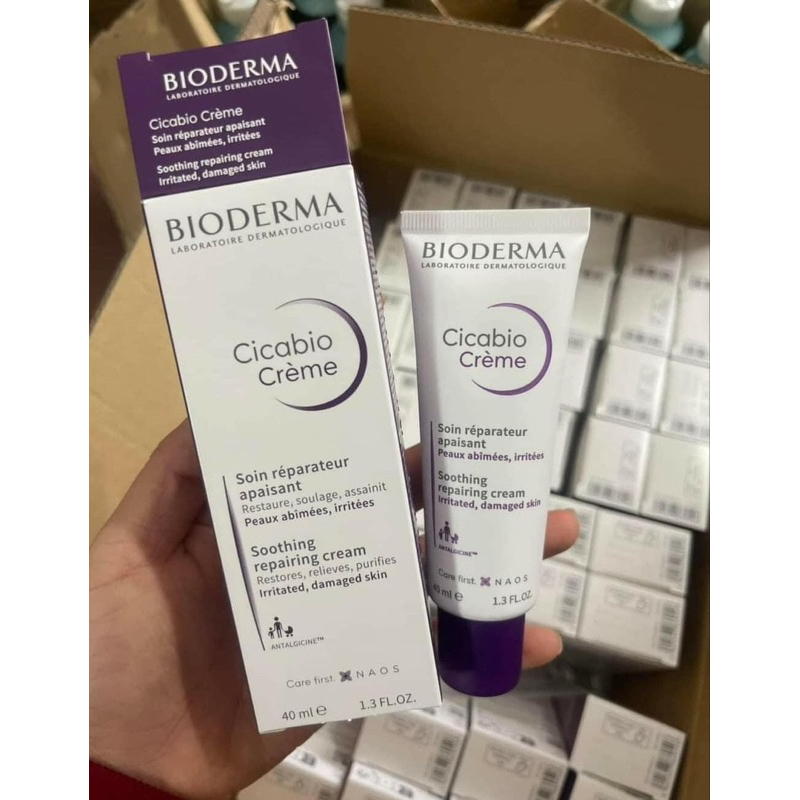 BIODERMA
LABORATOIRE DERMATOLOGIQUE
Cicabio Crème
Soin réparateur apaisant
Peaux abîmées, irritées
Soothing repairing cream
Irritated, damaged skin
BIODERMA
LABORATOIRE DERMATOLOGIQUE
Cicabio
Crème
Soin réparateur
apaisant
Restaure, soulage, assainit
Peaux abîmées, irritées
Soothing
repairing cream
Restores, relieves, purifies
Irritated, damaged skin
ANTALGICINE™
Care first. NAOS
40 ml ℮ 1.3 FL.OZ.
BIODERMA
LABORATOIRE DERMATOLOGIQUE
Cicabio
Crème
Soin réparateur
apaisant
Peaux abîmées, irritées
Soothing
repairing cream
Irritated, damaged skin
ANTALGICINE™
Care first. NAOS
40 ml ℮ 1.3 FL.OZ.